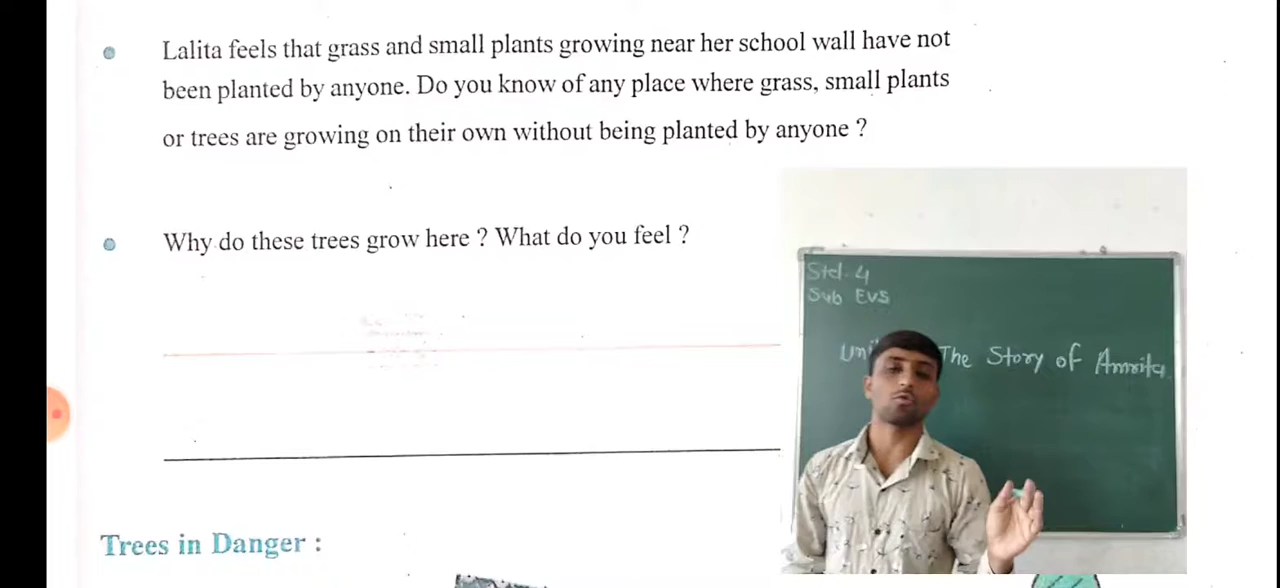 Lalita feels that grass and small plants growing near her school wall have not
been planted by anyone. Do you know of any place where grass, small plants
or trees are growing on their own without being planted by anyone ?
Why do these trees grow here ? What do you feel ?
Std. 4
Sub EVS
The Story of Amrita
Trees in Danger :